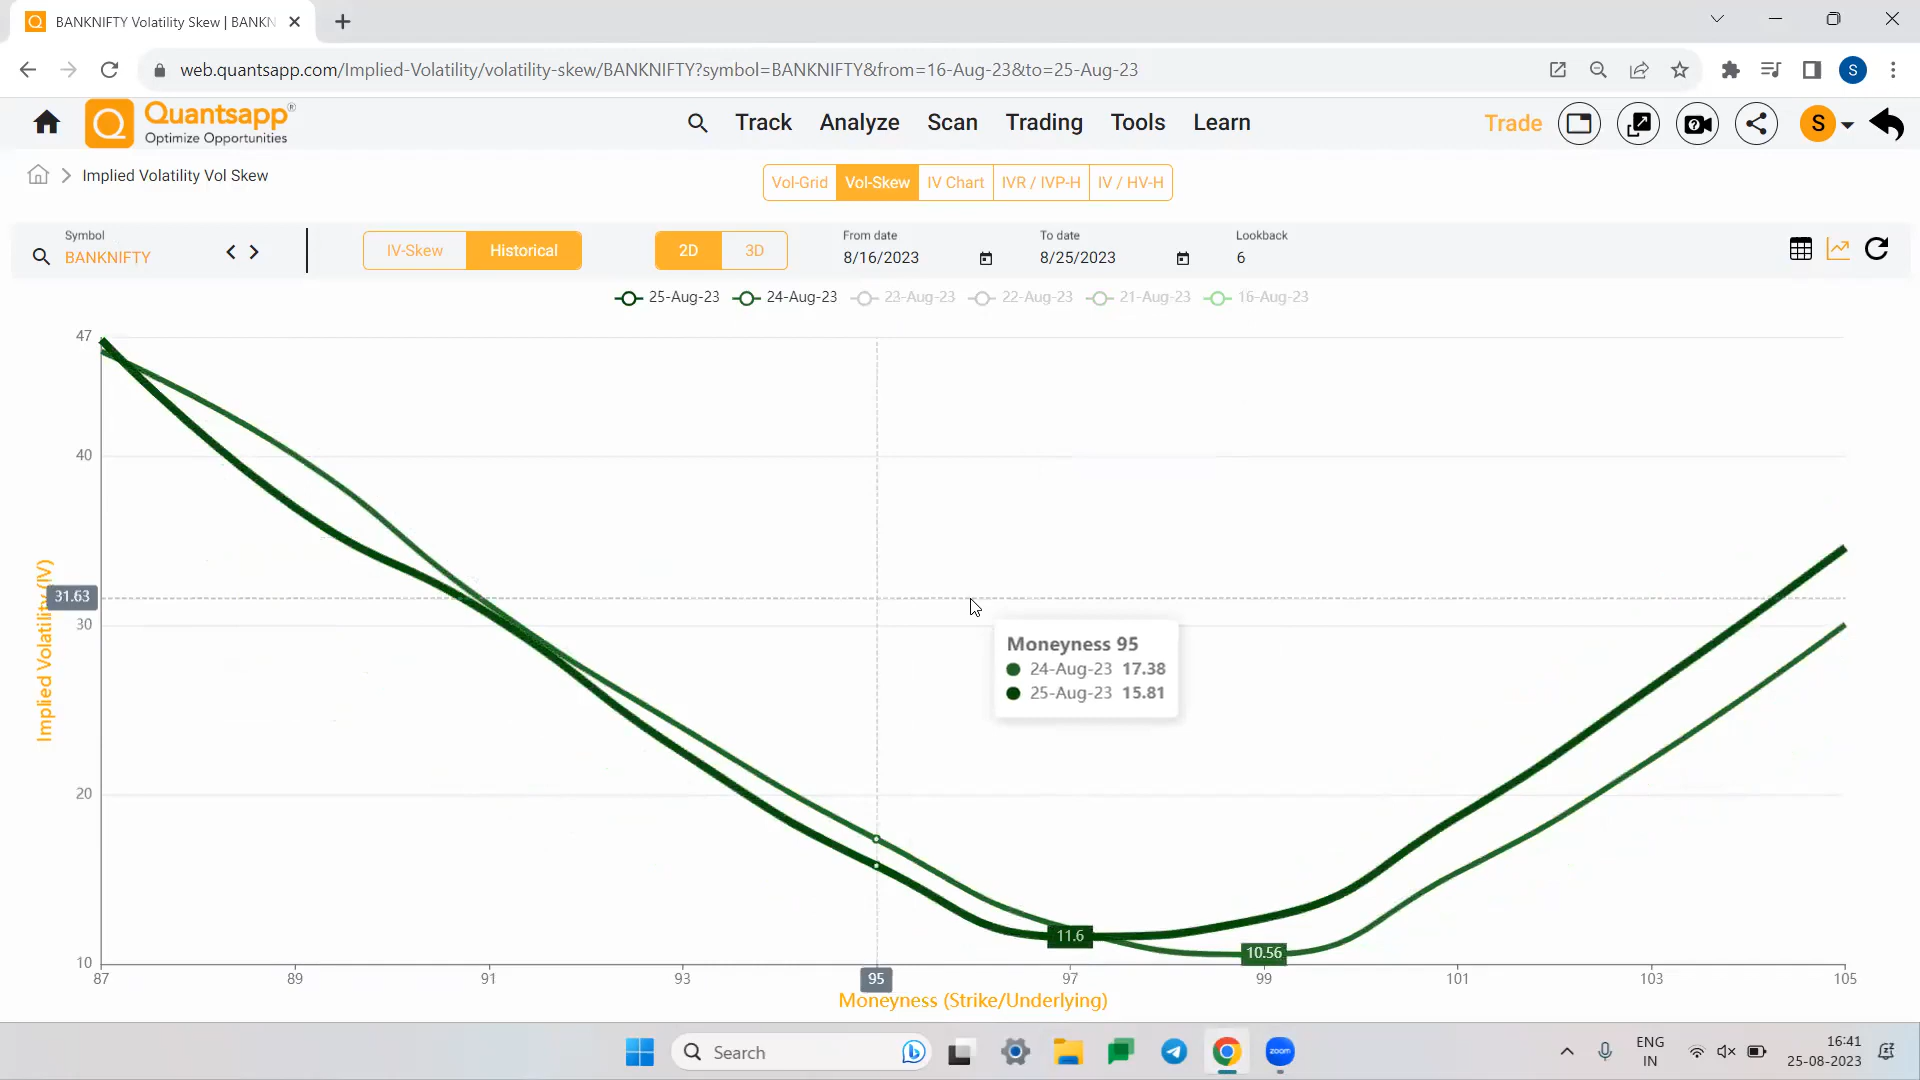 BANKNIFTY Volatility Skew | BANKN
web.quantsapp.com/Implied-Volatility/volatility-skew/BANKNIFTY?symbol=BANKNIFTY&from=16-Aug-23&to=25-Aug-23
S
Quantsapp®
Optimize Opportunities
Track Analyze Scan Trading Tools Learn
Trade
S
Implied Volatility Vol Skew
Vol-Grid Vol-Skew IV Chart IVR / IVP-H IV / HV-H
Symbol
BANKNIFTY
IV-Skew Historical
2D 3D
From date
8/16/2023
To date
8/25/2023
Lookback
6
25-Aug-23 24-Aug-23 23-Aug-23 22-Aug-23 21-Aug-23 16-Aug-23
47
40
31.63
30
20
10
Implied Volatility (IV)
Moneyness 95
24-Aug-23 17.38
25-Aug-23 15.81
11.6
10.56
87 89 91 93 95 97 99 101 103 105
Moneyness (Strike/Underlying)
Search
zoom
ENG
IN
16:41
25-08-2023